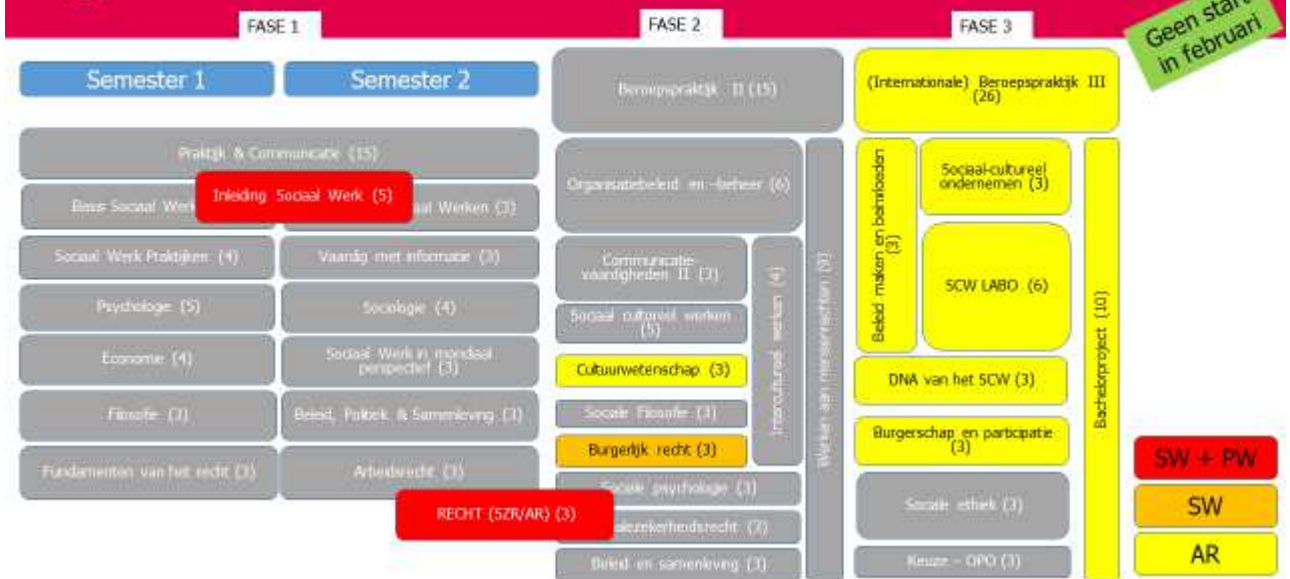 FASE 1
FASE 2
FASE 3
Geen start
in februari
Semester 1
Semester 2
Praktijk & Communicatie (15)
Inleiding Sociaal Werk (5)
Basis Sociaal Werk
aal Werken (3)
Sociaal Werk Praktijken (4)
Vaardig met informatie (3)
Psychologie (5)
Sociologie (4)
Economie (4)
Sociaal Werk in mondiaal
perspectief (3)
Filosofie (3)
Beleid, Politiek & Samenleving (3)
Fundamenten van het recht (3)
Arbeidsrecht (3)
RECHT (SZR/AR) (3)
Beroepspraktijk II (15)
Organisatiebeleid en -beheer (6)
Communicatie-
vaardigheden II (3)
Sociaal cultureel werken
(5)
Cultuurwetenschap (3)
Sociale Filosofie (3)
Burgerlijk recht (3)
Sociale psychologie (3)
alezekerheidsrecht (3)
Beleid en samenleving (3)
Intercultureel werken (4)
Werken aan mensenrechten (9)
(Internationale) Beroepspraktijk III
(26)
Beleid maken en beïnvloeden
(3)
Sociaal-cultureel
ondernemen (3)
SCW LABO (6)
DNA van het SCW (3)
Burgerschap en participatie
(3)
Sociale ethiek (3)
Keuze - OPO (3)
Bachelorproject (10)
SW + PW
SW
AR